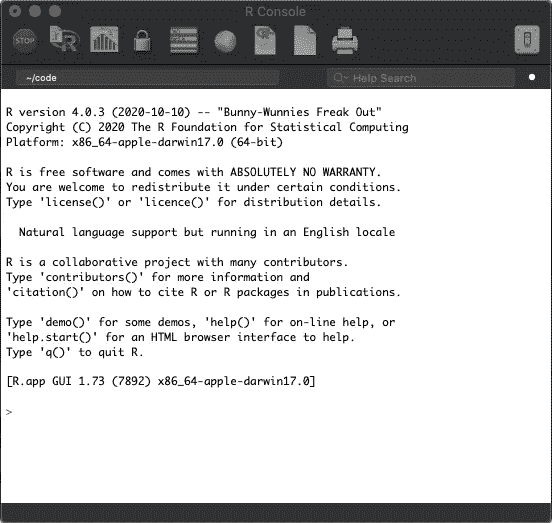 R Console
STOP
R
~/code
Help Search
R version 4.0.3 (2020-10-10) -- "Bunny-Wunnies Freak Out"
Copyright (C) 2020 The R Foundation for Statistical Computing
Platform: x86_64-apple-darwin17.0 (64-bit)
R is free software and comes with ABSOLUTELY NO WARRANTY.
You are welcome to redistribute it under certain conditions.
Type 'license()' or 'licence()' for distribution details.
Natural language support but running in an English locale
R is a collaborative project with many contributors.
Type 'contributors()' for more information and
'citation()' on how to cite R or R packages in publications.
Type 'demo()' for some demos, 'help()' for on-line help, or
'help.start()' for an HTML browser interface to help.
Type 'q()' to quit R.
[R.app GUI 1.73 (7892) x86_64-apple-darwin17.0]
>